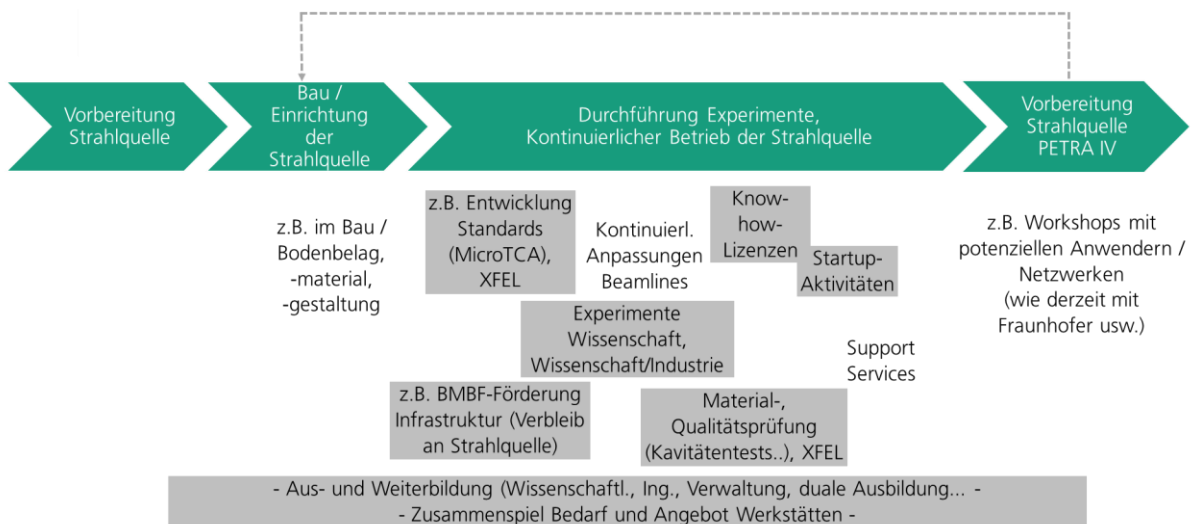 Vorbereitung
Strahlquelle
Bau /
Einrichtung
der
Strahlquelle
Durchführung Experimente,
Kontinuierlicher Betrieb der Strahlquelle
Vorbereitung
Strahlquelle
PETRA IV
z.B. im Bau /
Bodenbelag,
-material,
-gestaltung
z.B. Entwicklung
Standards
(MicroTCA),
XFEL
Kontinuierl.
Anpassungen
Beamlines
Know-
how-
Lizenzen
Startup-
Aktivitäten
z.B. Workshops mit
potenziellen Anwendern /
Netzwerken
(wie derzeit mit
Fraunhofer usw.)
Experimente
Wissenschaft,
Wissenschaft/Industrie
Support
Services
z.B. BMBF-Förderung
Infrastruktur (Verbleib
an Strahlquelle)
Material-,
Qualitätsprüfung
(Kavitätentests..), XFEL
- Aus- und Weiterbildung (Wissenschaftl., Ing., Verwaltung, duale Ausbildung... -
- Zusammenspiel Bedarf und Angebot Werkstätten -